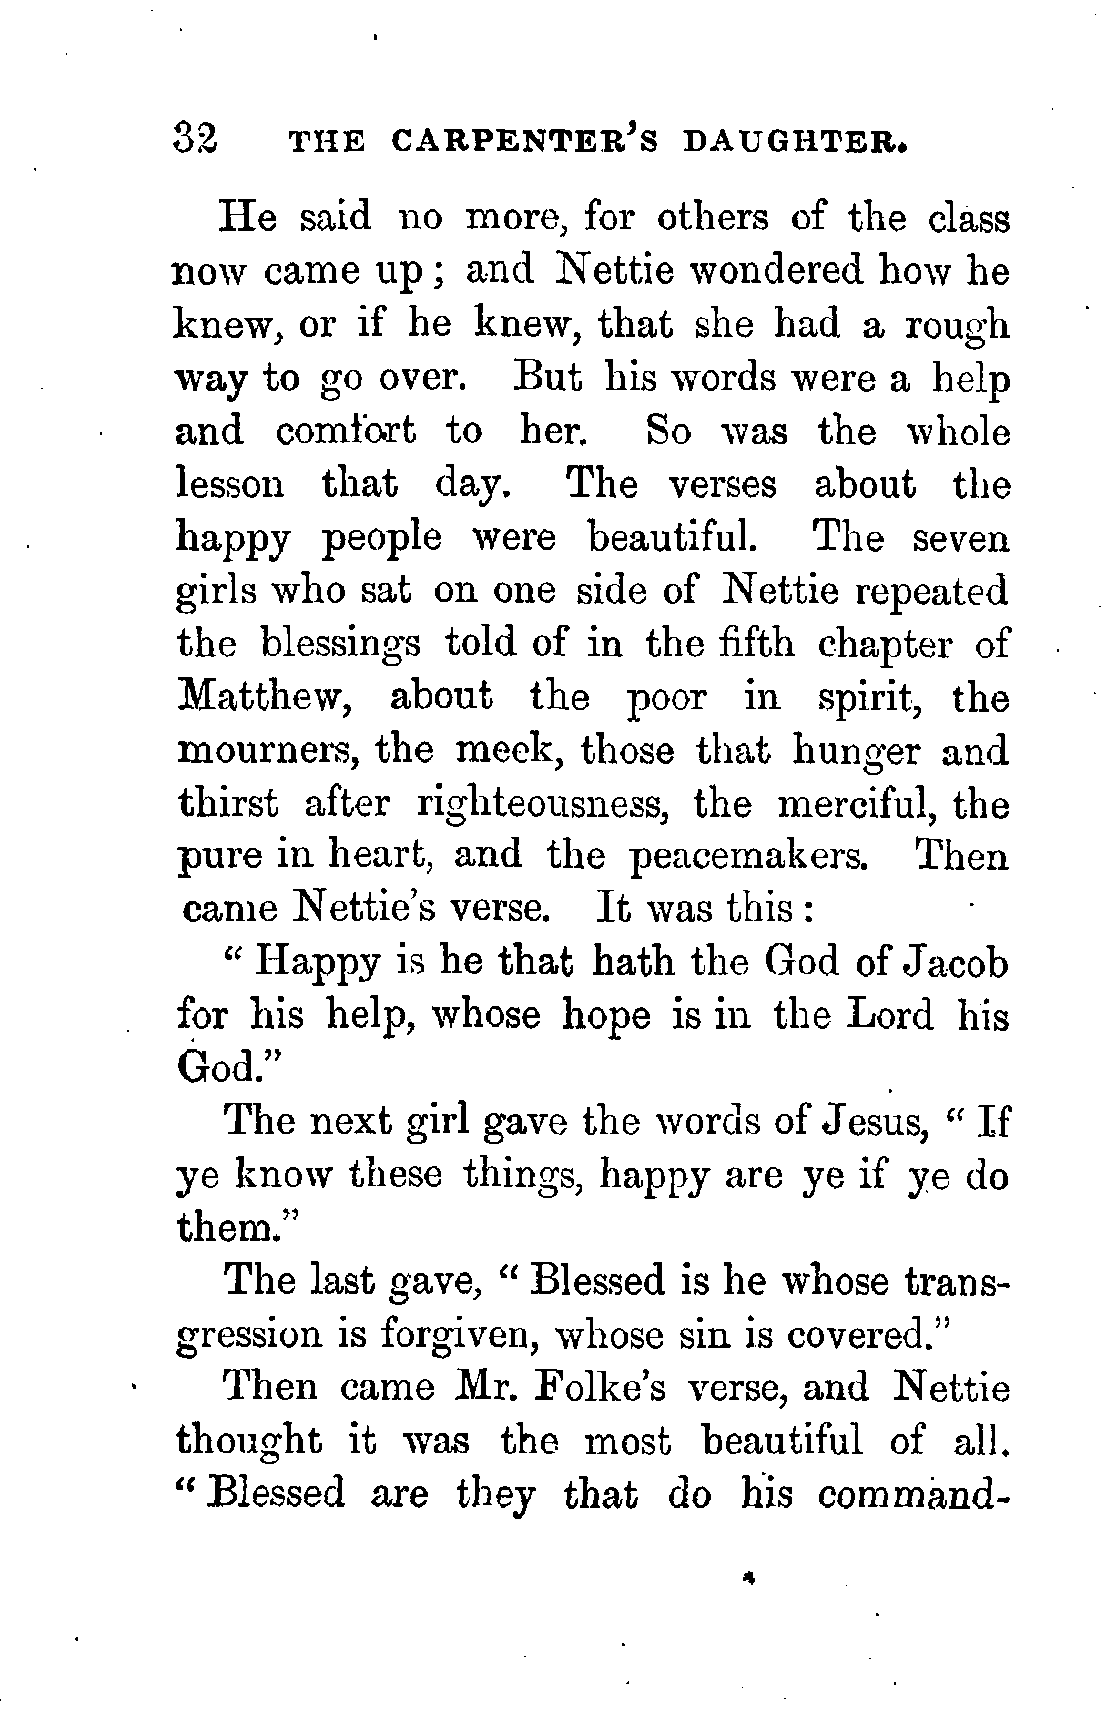 32 THE CARPENTER'S DAUGHTER.
He said no more, for others of the class
now came up; and Nettie wondered how he
knew, or if he knew, that she had a rough
way to go over. But his words were a help
and comfort to her. So was the whole
lesson that day. The verses about the
happy people were beautiful. The seven
girls who sat on one side of Nettie repeated
the blessings told of in the fifth chapter of
Matthew, about the poor in spirit, the
mourners, the meek, those that hunger and
thirst after righteousness, the merciful, the
pure in heart, and the peacemakers. Then
came Nettie's verse. It was this:
"Happy is he that hath the God of Jacob
for his help, whose hope is in the Lord his
God."
The next girl gave the words of Jesus, "If
ye know these things, happy are ye if ye do
them."
The last gave, "Blessed is he whose trans-
gression is forgiven, whose sin is covered."
Then came Mr. Folke's verse, and Nettie
thought it was the most beautiful of all.
"Blessed are they that do his command-